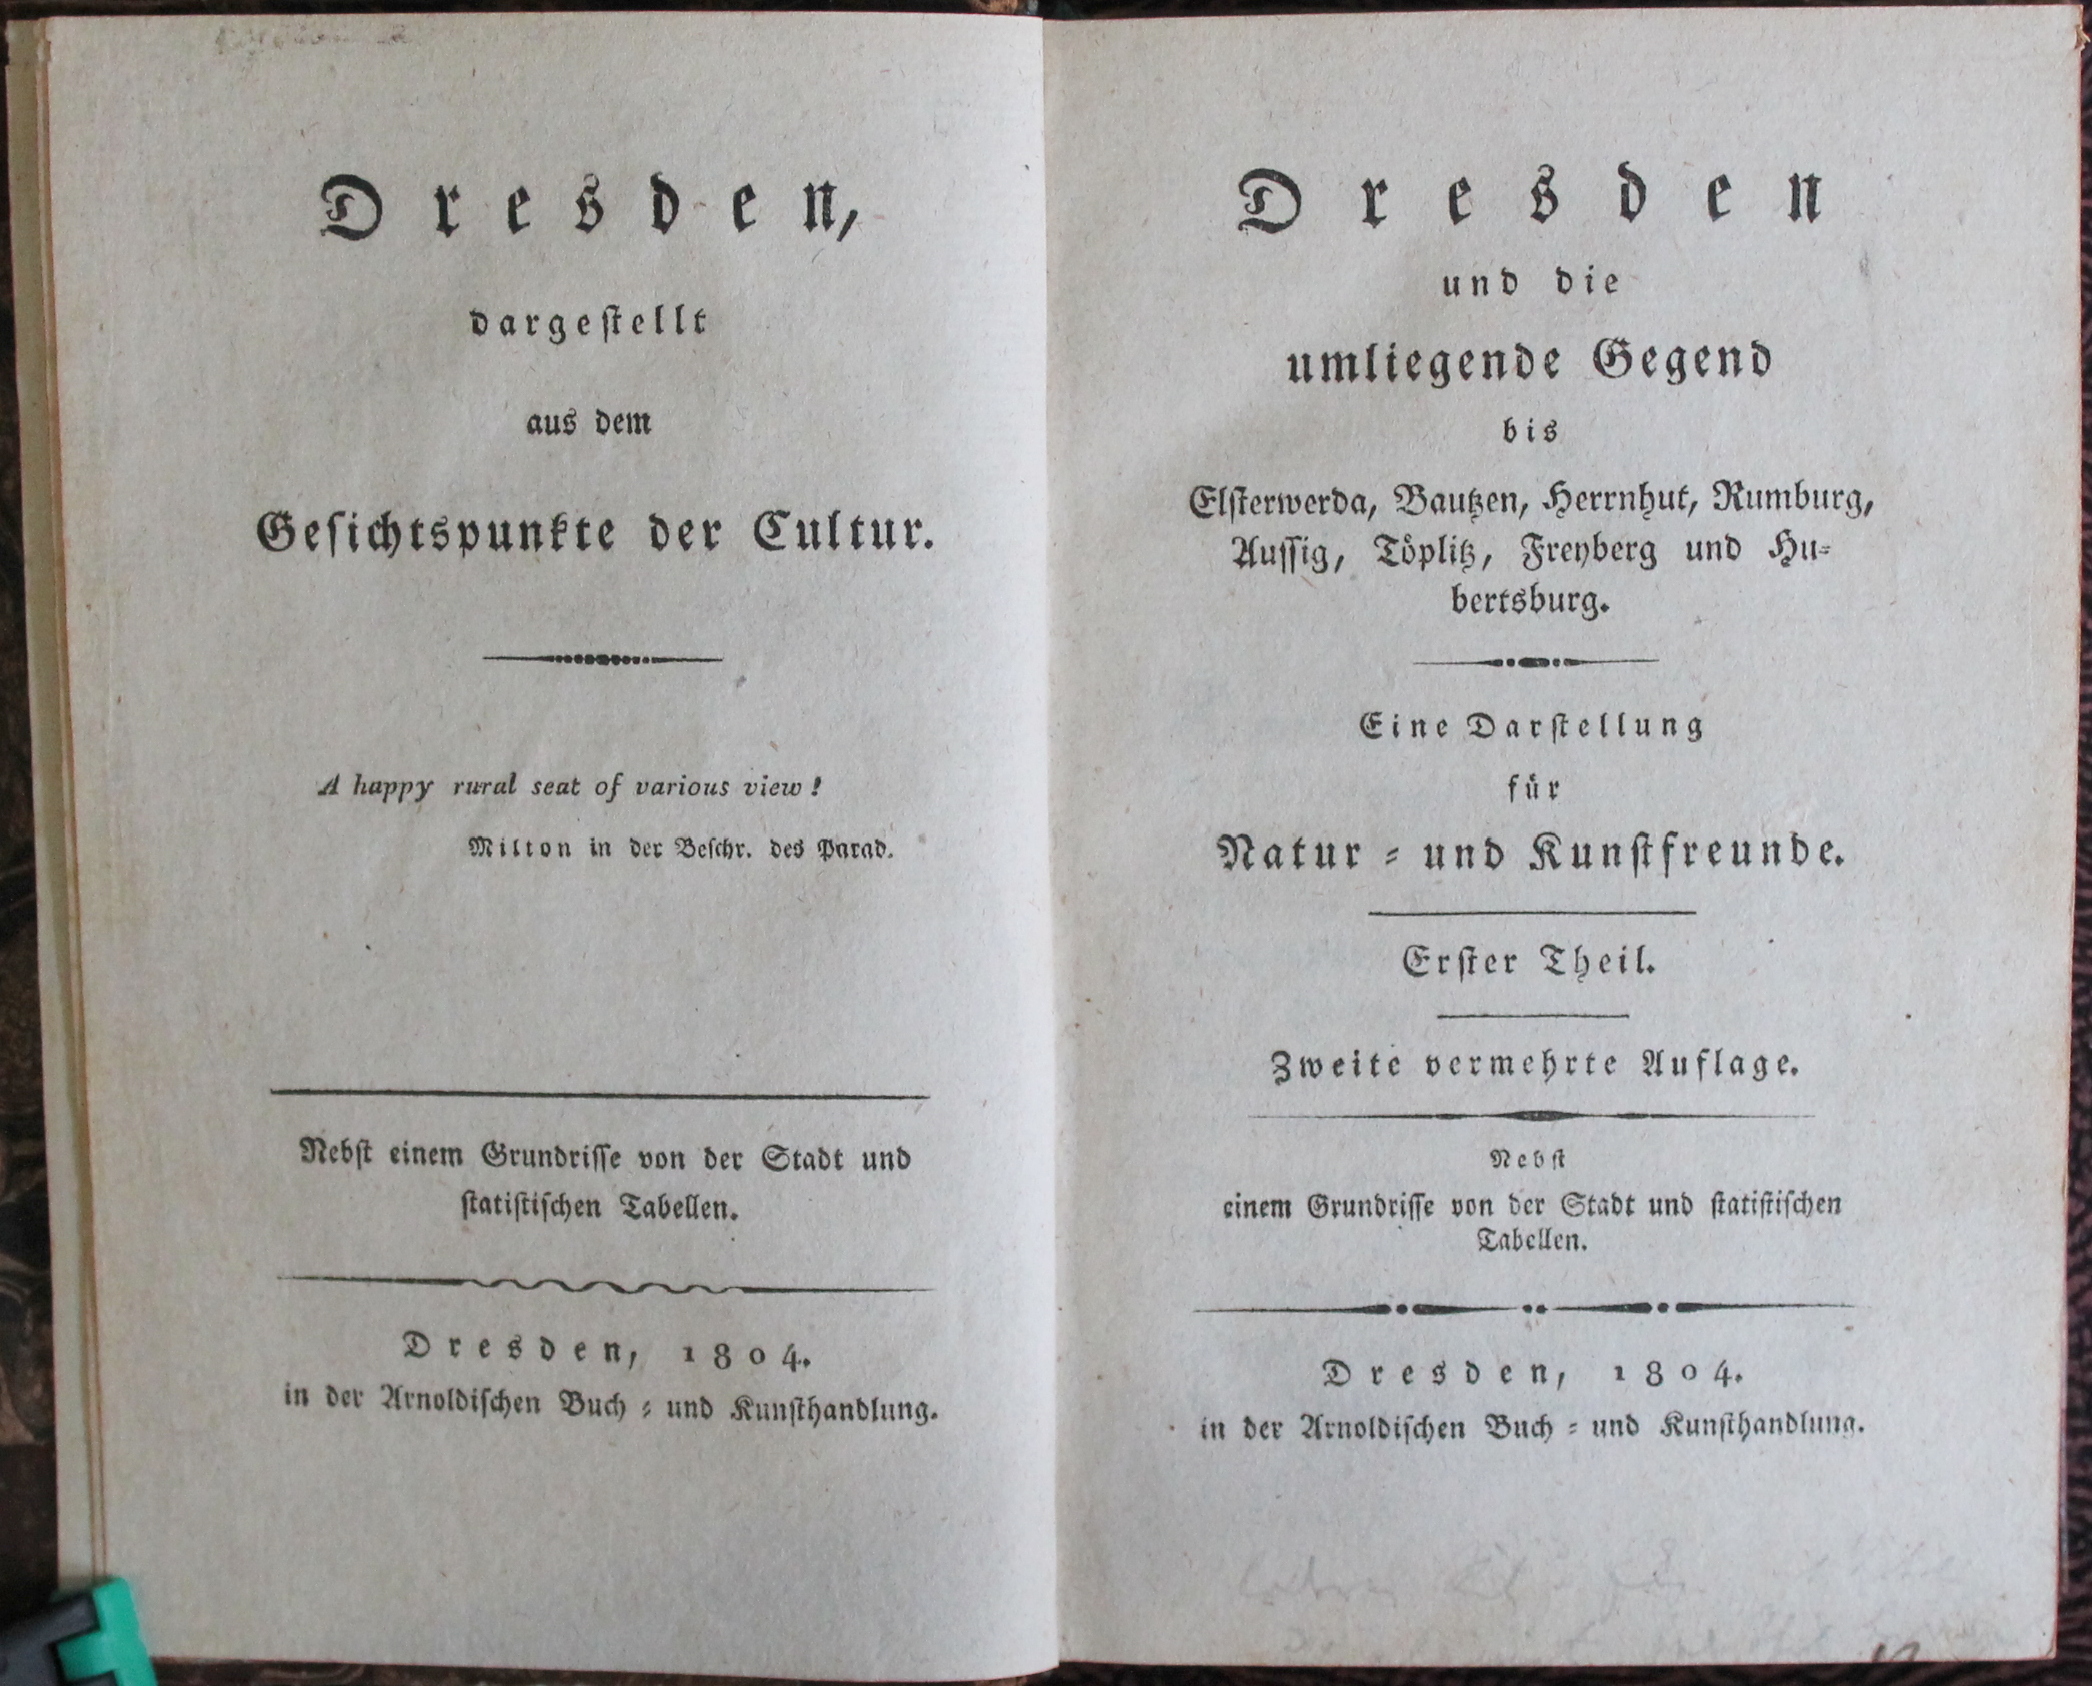 Dresden,
dargeſtellt
aus dem
Geſichtspunkte der Cultur.
A happy rural seat of various view!
Milton in der Beſchr. des Parad.
Nebſt einem Grundriſſe von der Stadt und
ſtatiſtiſchen Tabellen.
Dresden, 1804.
in der Arnoldiſchen Buch = und Kunſthandlung.
Dresden
und die
umliegende Gegend
bis
Elſterwerda, Bautzen, Herrnhut, Rumburg,
Auſſig, Töplitz, Freyberg und Hu=
bertsburg.
Eine Darſtellung
für
Natur = und Kunſtfreunde.
Erſter Theil.
Zweite vermehrte Auflage.
Nebſt
einem Grundriſſe von der Stadt und ſtatiſtiſchen
Tabellen.
Dresden, 1804.
in der Arnoldiſchen Buch = und Kunſthandlung.